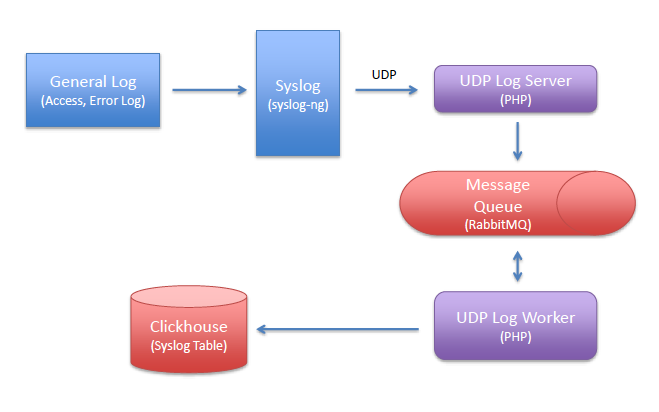 General Log
(Access, Error Log)
Syslog
(syslog-ng)
UDP
UDP Log Server
(PHP)
Message
Queue
(RabbitMQ)
UDP Log Worker
(PHP)
Clickhouse
(Syslog Table)